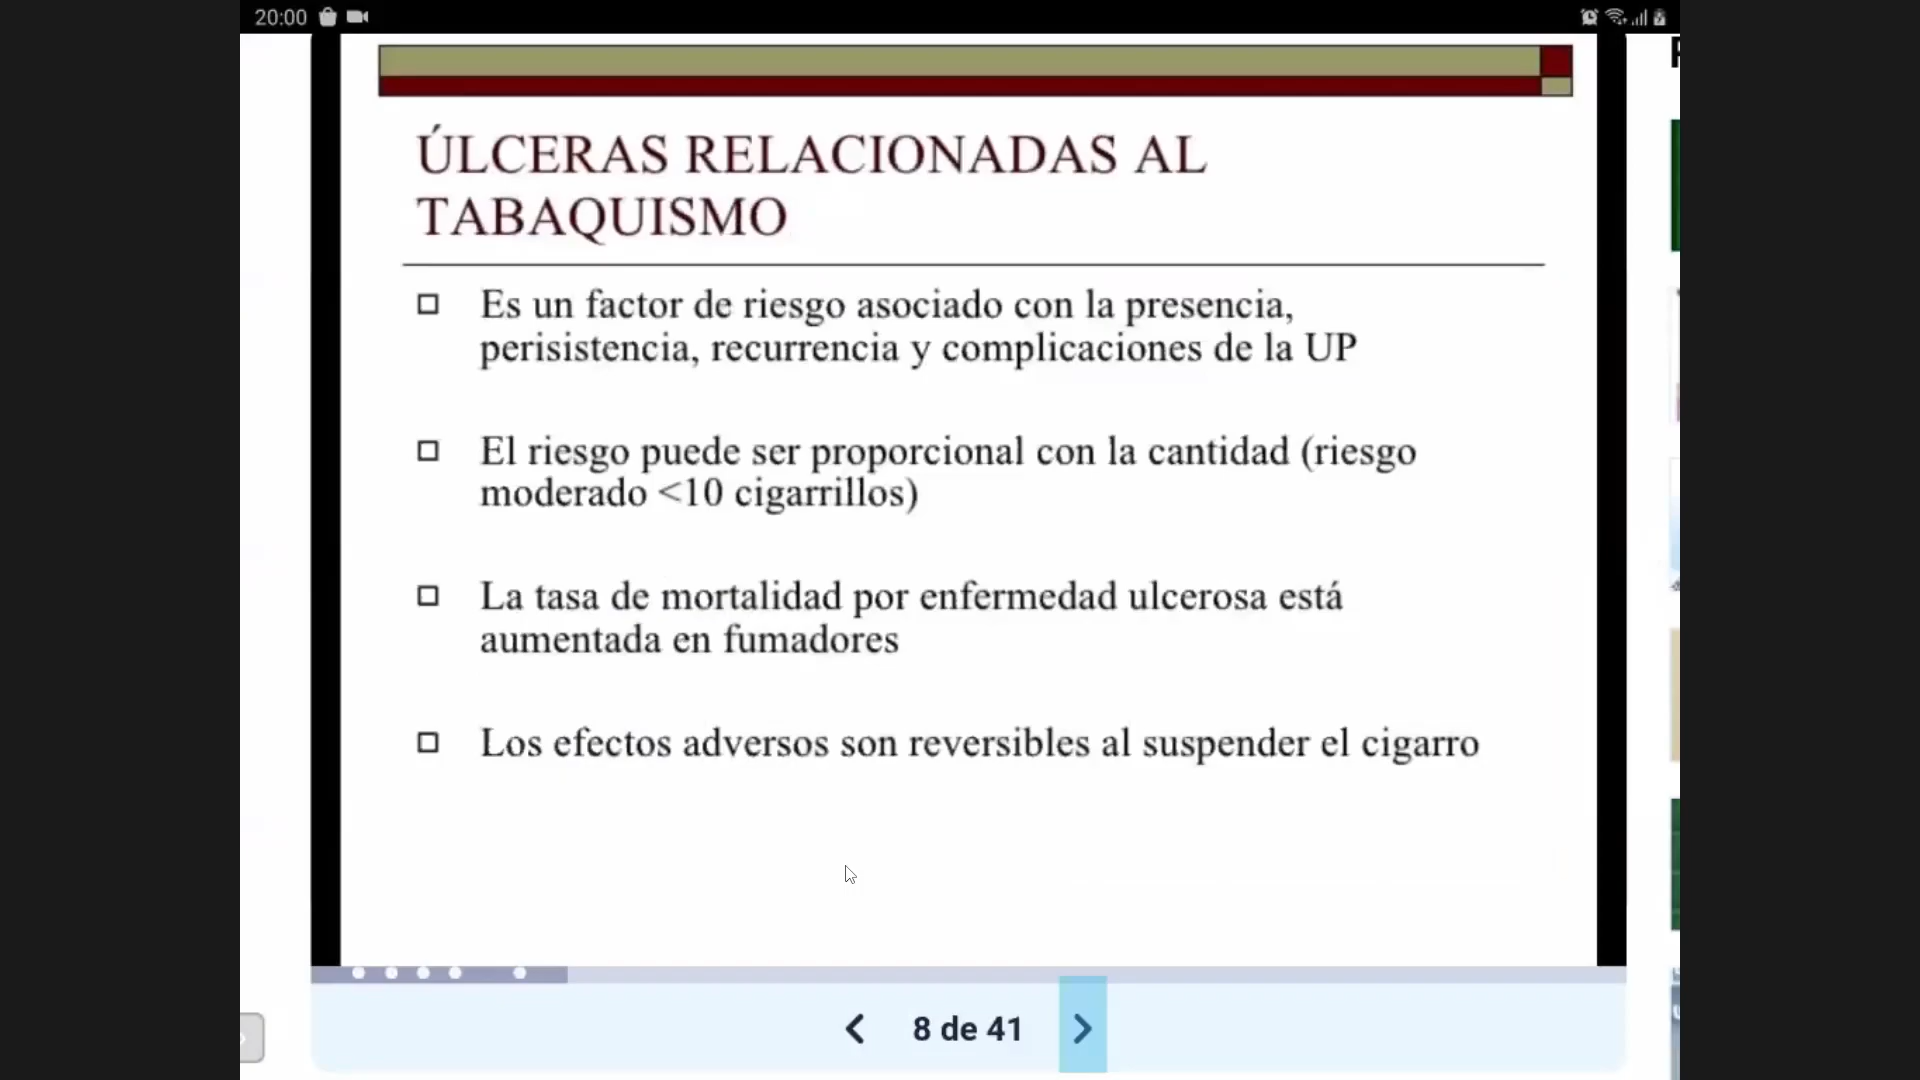 20:00
ÚLCERAS RELACIONADAS AL
TABAQUISMO
Es un factor de riesgo asociado con la presencia,
perisistencia, recurrencia y complicaciones de la UP
El riesgo puede ser proporcional con la cantidad (riesgo
moderado <10 cigarrillos)
La tasa de mortalidad por enfermedad ulcerosa está
aumentada en fumadores
Los efectos adversos son reversibles al suspender el cigarro
8 de 41